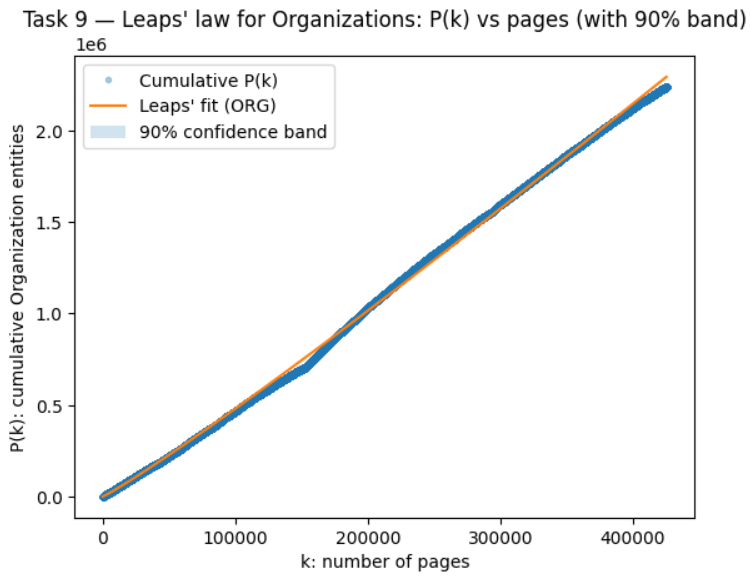 Task 9 — Leaps' law for Organizations: P(k) vs pages (with 90% band)
1e6
Cumulative P(k)
Leaps' fit (ORG)
90% confidence band
P(k): cumulative Organization entities
2.0
1.5
1.0
0.5
0.0
0 100000 200000 300000 400000
k: number of pages